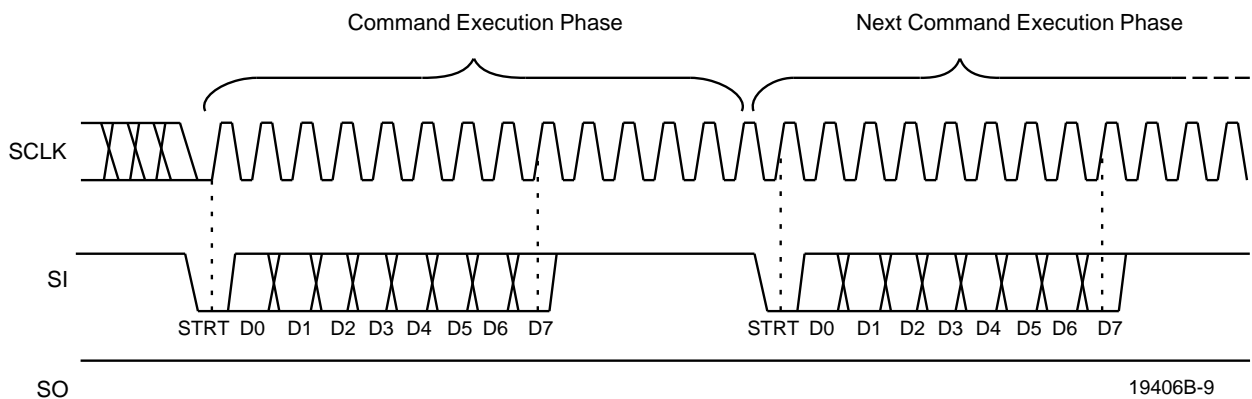 Command Execution Phase
Next Command Execution Phase
SCLK
SI
STRT D0 D1 D2 D3 D4 D5 D6 D7
STRT D0 D1 D2 D3 D4 D5 D6 D7
SO
19406B-9